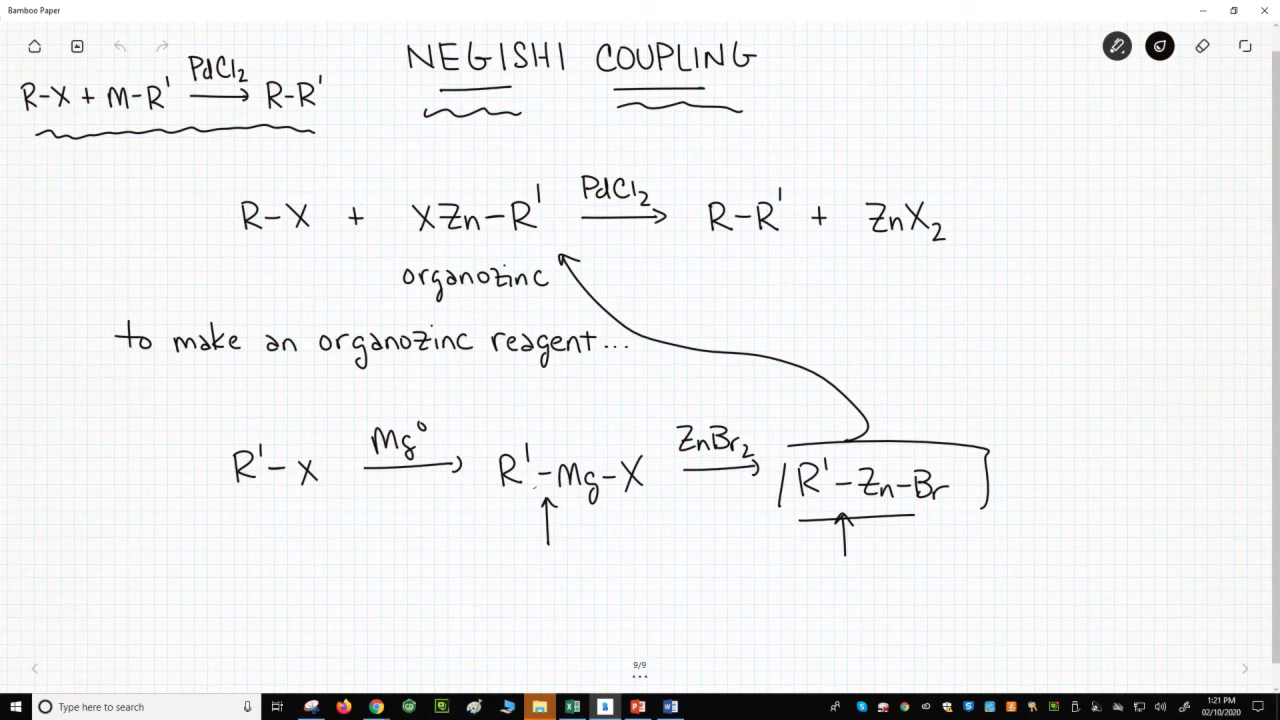 Bamboo Paper
NEGISHI COUPLING
R-X + M-R' PdCl2 R-R'
R-X + XZn-R' PdCl2 R-R' + ZnX2
organozinc
to make an organozinc reagent...
R'-X Mg° R'-Mg-X ZnBr2 R'-Zn-Br
9/9
Type here to search
1:21 PM
02/10/2020